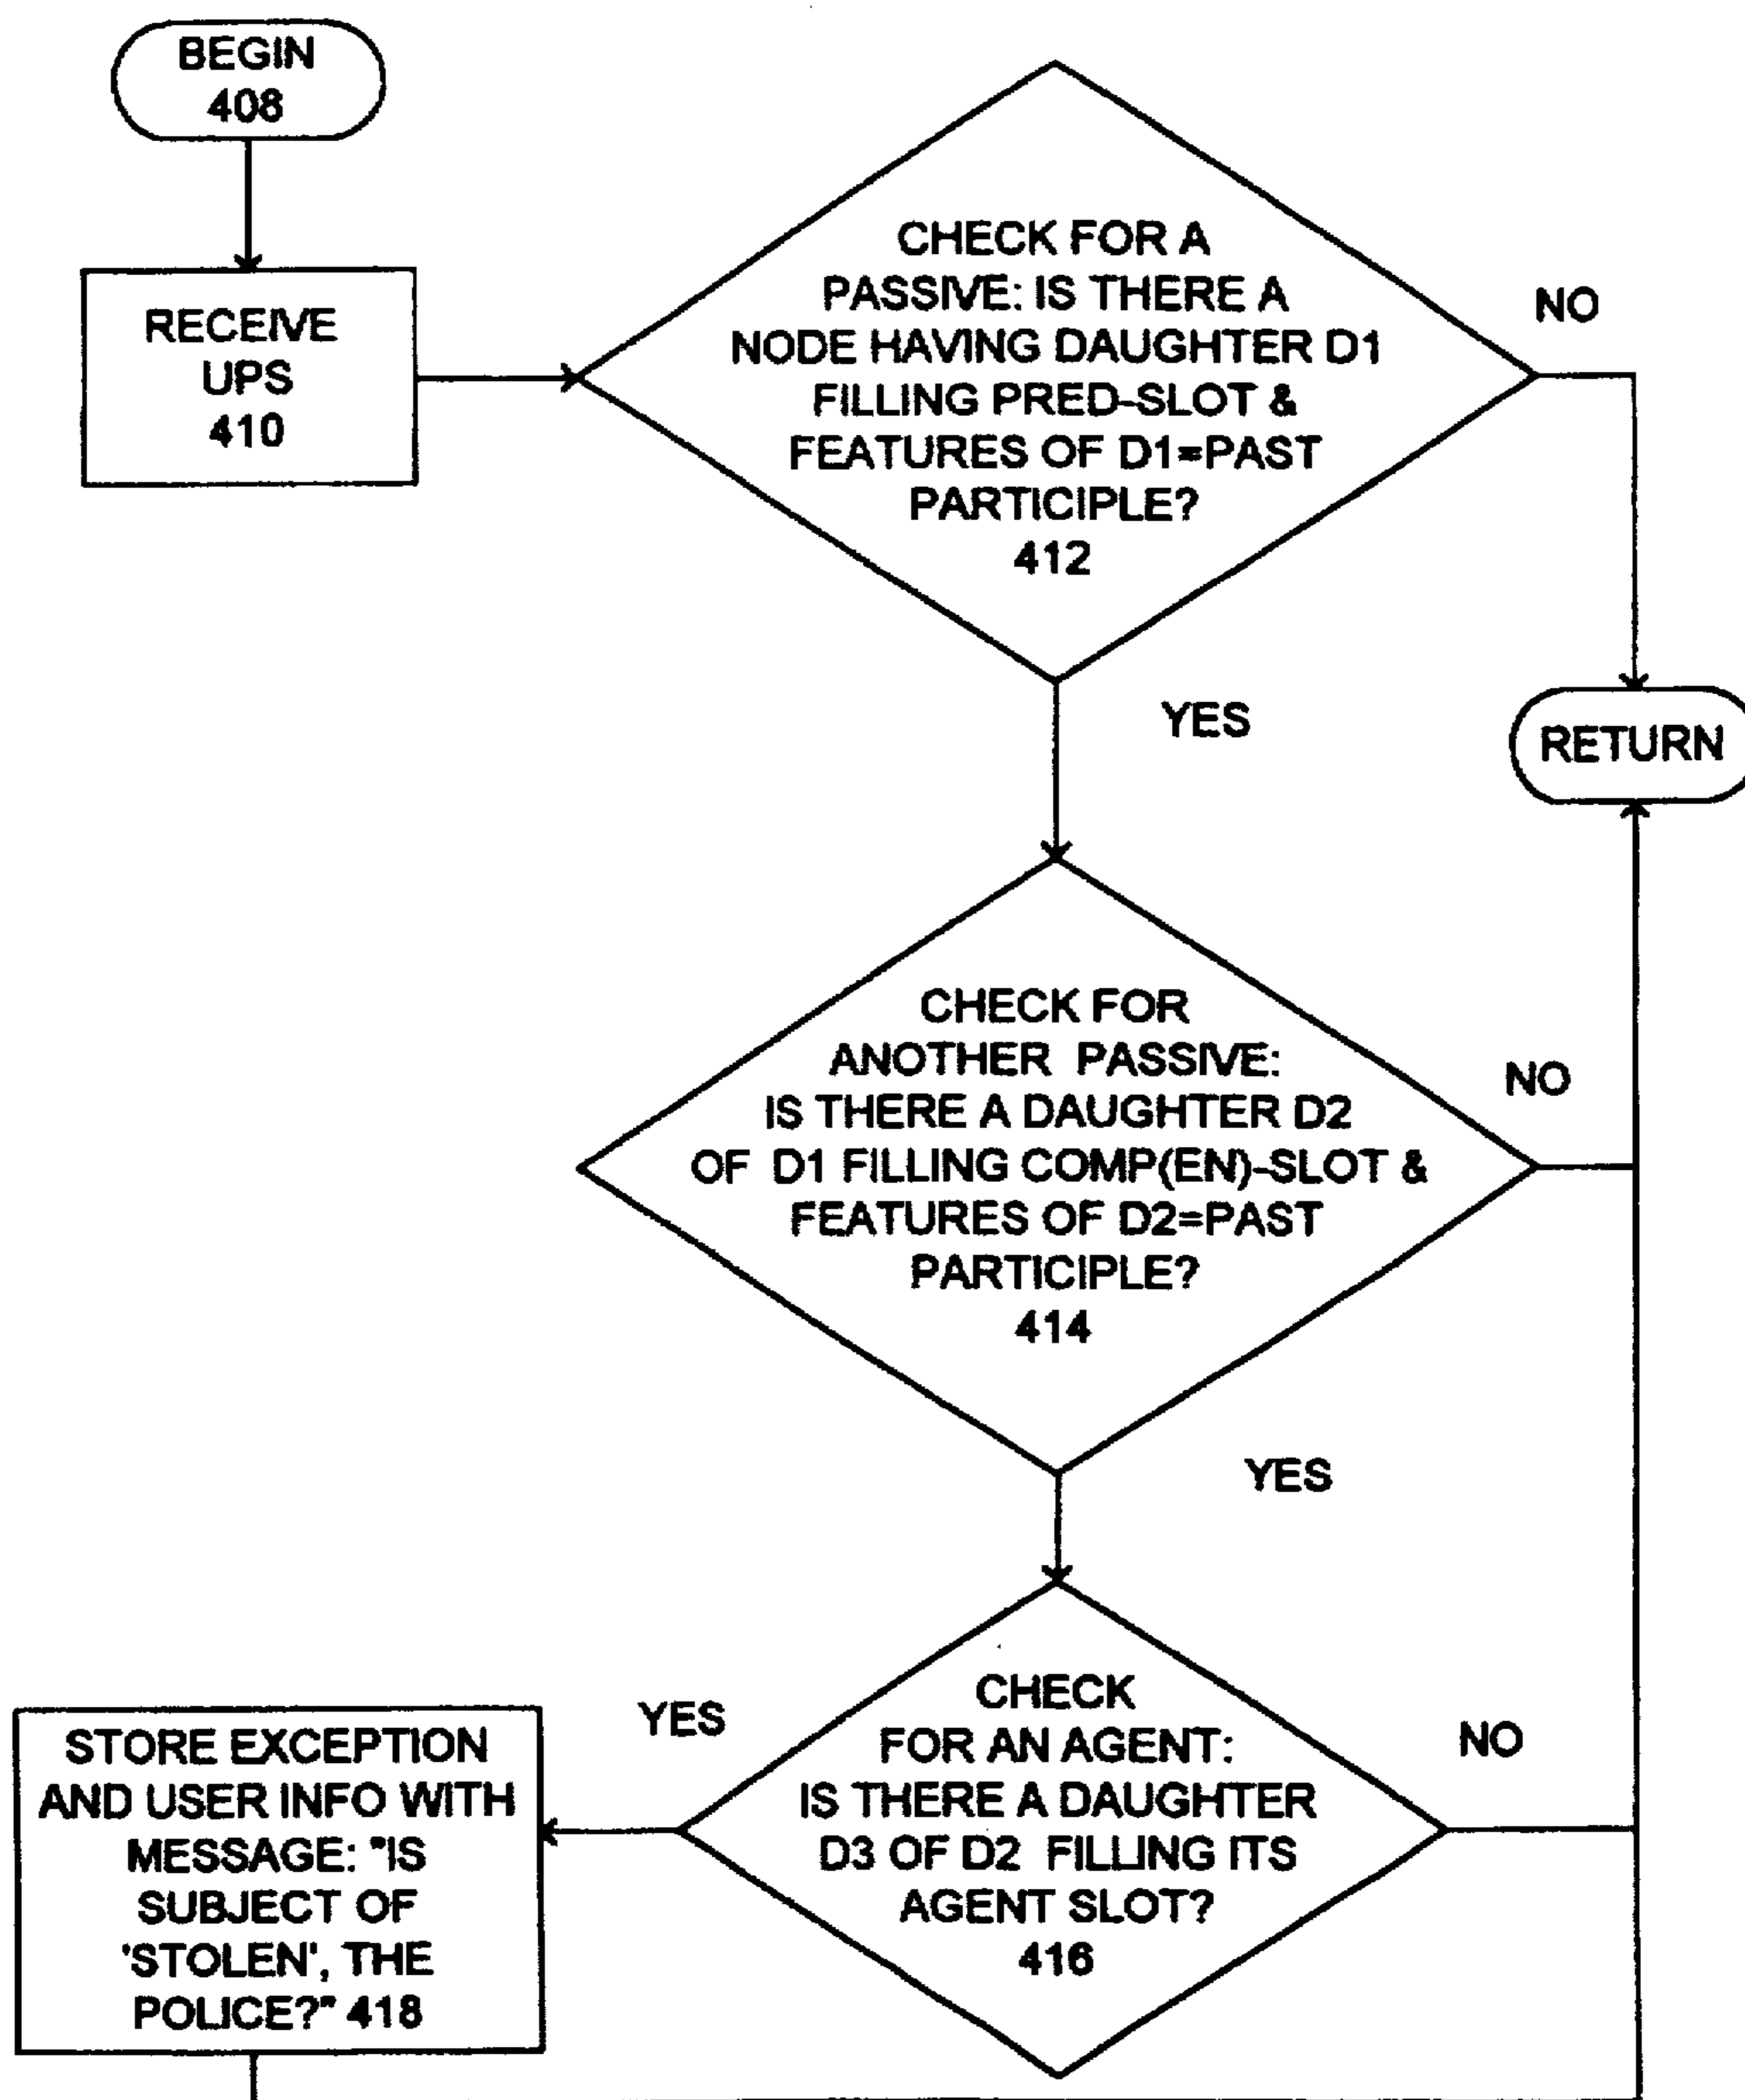 BEGIN
408
RECEIVE
UPS
410
CHECK FOR A
PASSIVE: IS THERE A
NODE HAVING DAUGHTER D1
FILLING PRED-SLOT &
FEATURES OF D1=PAST
PARTICIPLE?
412
NO
YES
RETURN
CHECK FOR
ANOTHER PASSIVE:
IS THERE A DAUGHTER D2
OF D1 FILLING COMP(EN)-SLOT &
FEATURES OF D2=PAST
PARTICIPLE?
414
NO
YES
CHECK
FOR AN AGENT:
IS THERE A DAUGHTER
D3 OF D2 FILLING ITS
AGENT SLOT?
416
YES
NO
STORE EXCEPTION
AND USER INFO WITH
MESSAGE: "IS
SUBJECT OF
'STOLEN', THE
POLICE?" 418